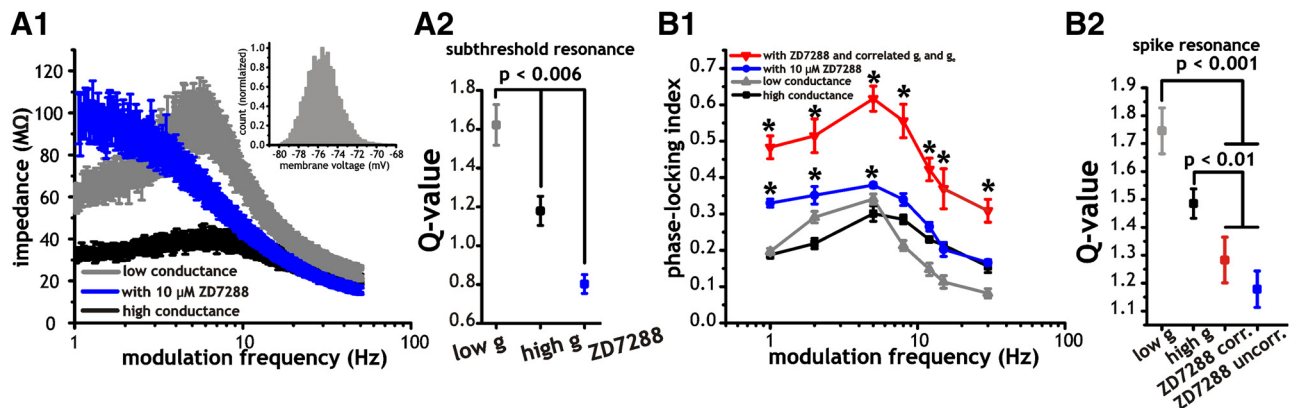 A1
impedance (MΩ)
120
100
80
60
40
20
0
1
10
100
modulation frequency (Hz)
low conductance
with 10 µM ZD7288
high conductance
count (normlaized)
1.0
0.8
0.6
0.4
0.2
0.0
-80 -78 -76 -74 -72 -70 -68
membrane voltage (mV)
A2
subthreshold resonance
p < 0.006
Q-value
1.8
1.6
1.4
1.2
1.0
0.8
0.6
low g
high g
ZD7288
B1
phase-locking index
0.7
0.6
0.5
0.4
0.3
0.2
0.1
0.0
with ZD7288 and correlated gᵢ and gₑ
with 10 µM ZD7288
low conductance
high conductance
* * * * * * *
* * *
1
10
100
modulation frequency (Hz)
B2
spike resonance
p < 0.001
p < 0.01
Q-value
1.9
1.8
1.7
1.6
1.5
1.4
1.3
1.2
1.1
low g
high g
ZD7288 corr.
ZD7288 uncorr.